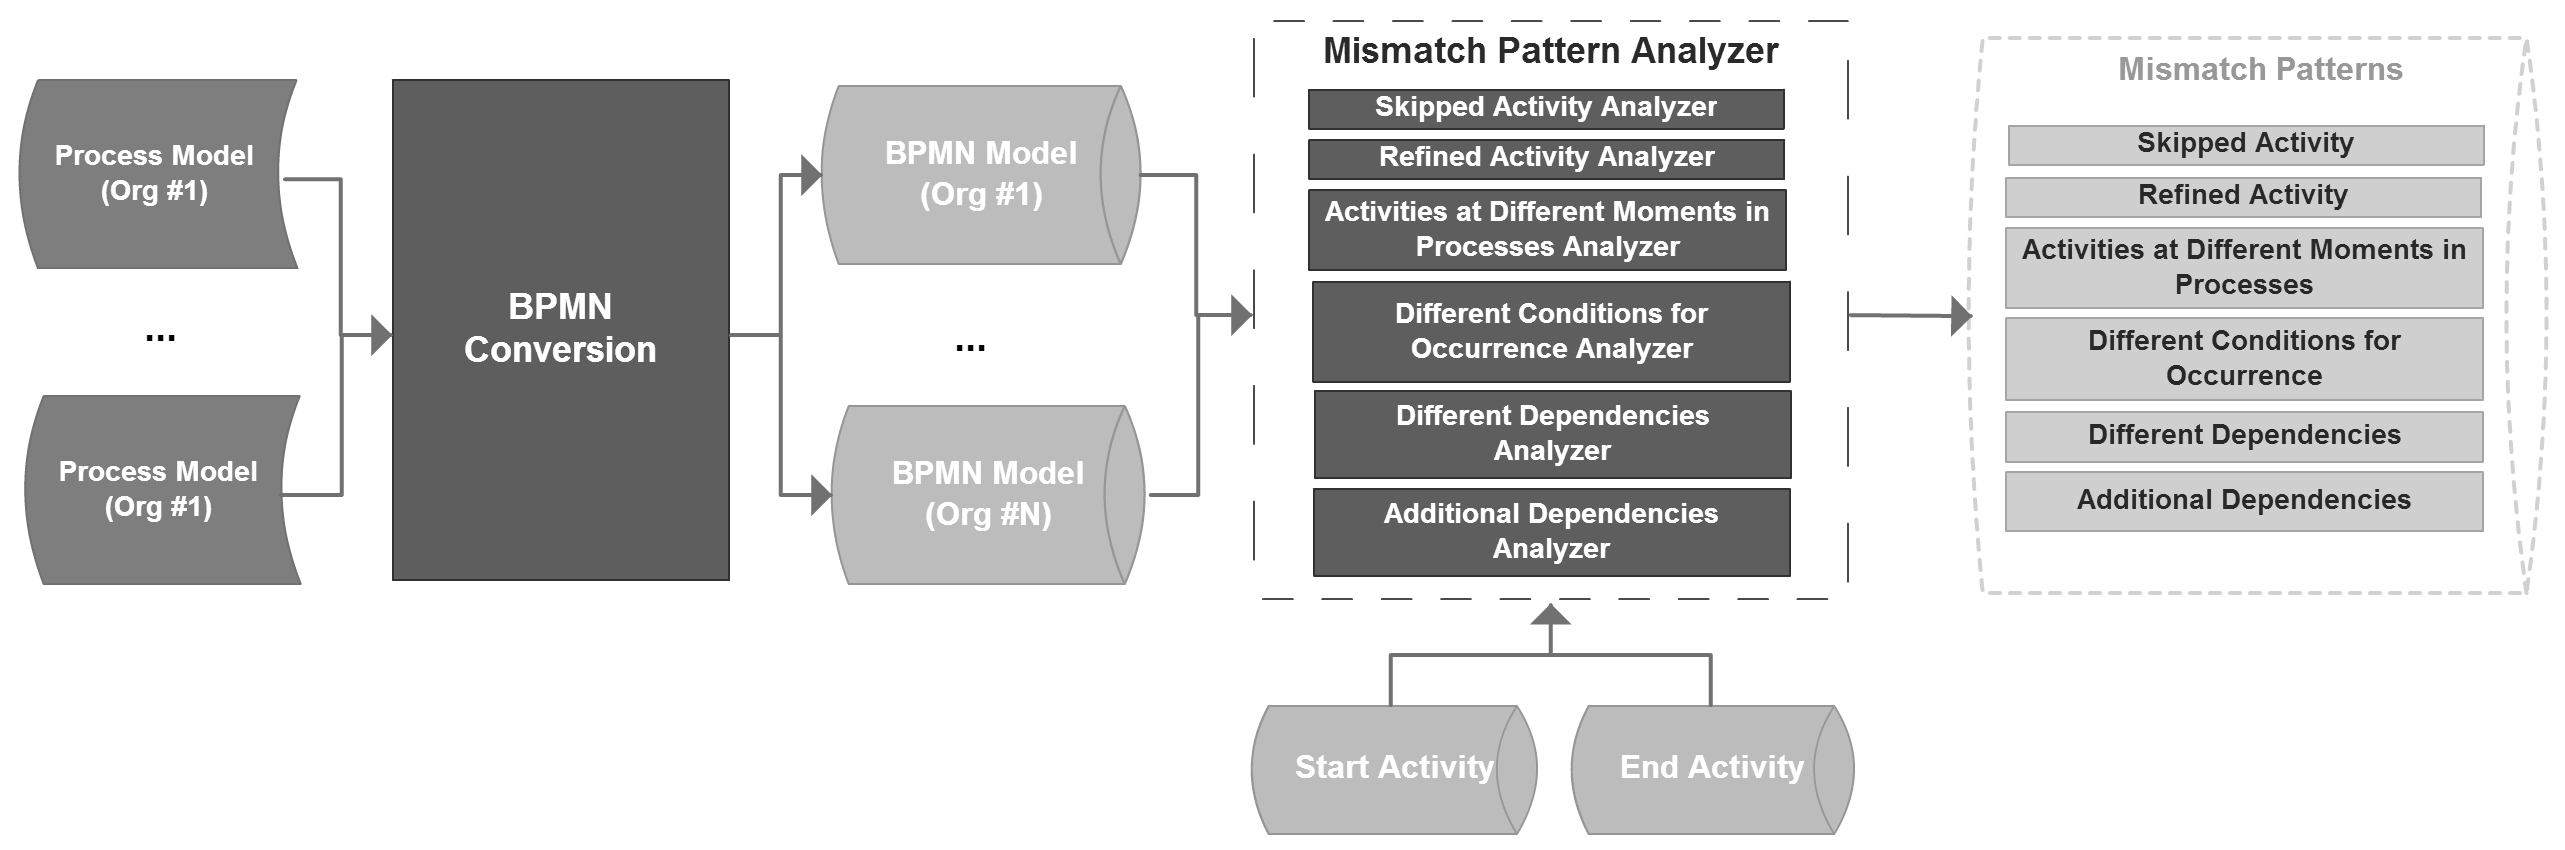 Process Model
(Org #1)
...
Process Model
(Org #1)
BPMN
Conversion
BPMN Model
(Org #1)
...
BPMN Model
(Org #N)
Mismatch Pattern Analyzer
Skipped Activity Analyzer
Refined Activity Analyzer
Activities at Different Moments in
Processes Analyzer
Different Conditions for
Occurrence Analyzer
Different Dependencies
Analyzer
Additional Dependencies
Analyzer
Start Activity
End Activity
Mismatch Patterns
Skipped Activity
Refined Activity
Activities at Different Moments in
Processes
Different Conditions for
Occurrence
Different Dependencies
Additional Dependencies